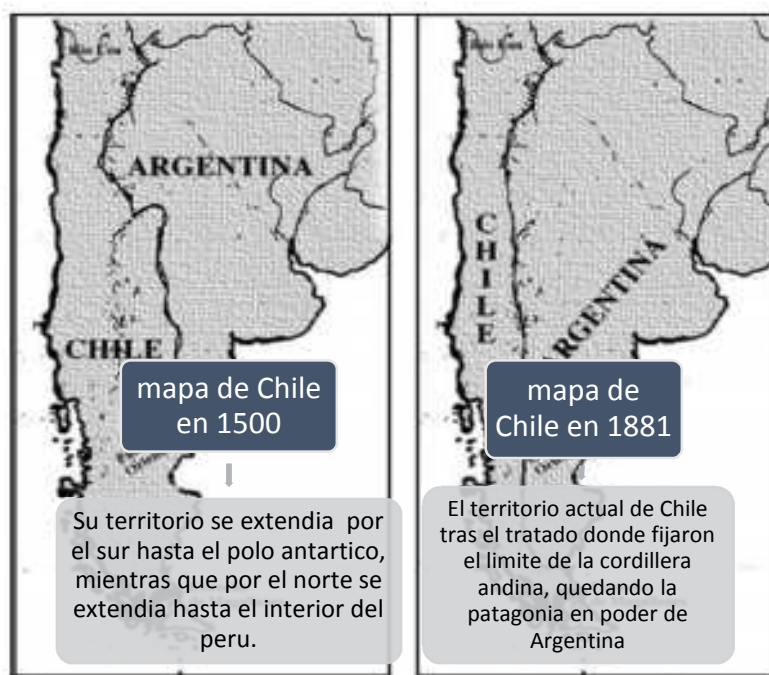 ARGENTINA
CHILE
mapa de Chile
en 1500
Su territorio se extendia por
el sur hasta el polo antartico,
mientras que por el norte se
extendia hasta el interior del
peru.
CHILE
ARGENTINA
mapa de
Chile en 1881
El territorio actual de Chile
tras el tratado donde fijaron
el limite de la cordillera
andina, quedando la
patagonia en poder de
Argentina